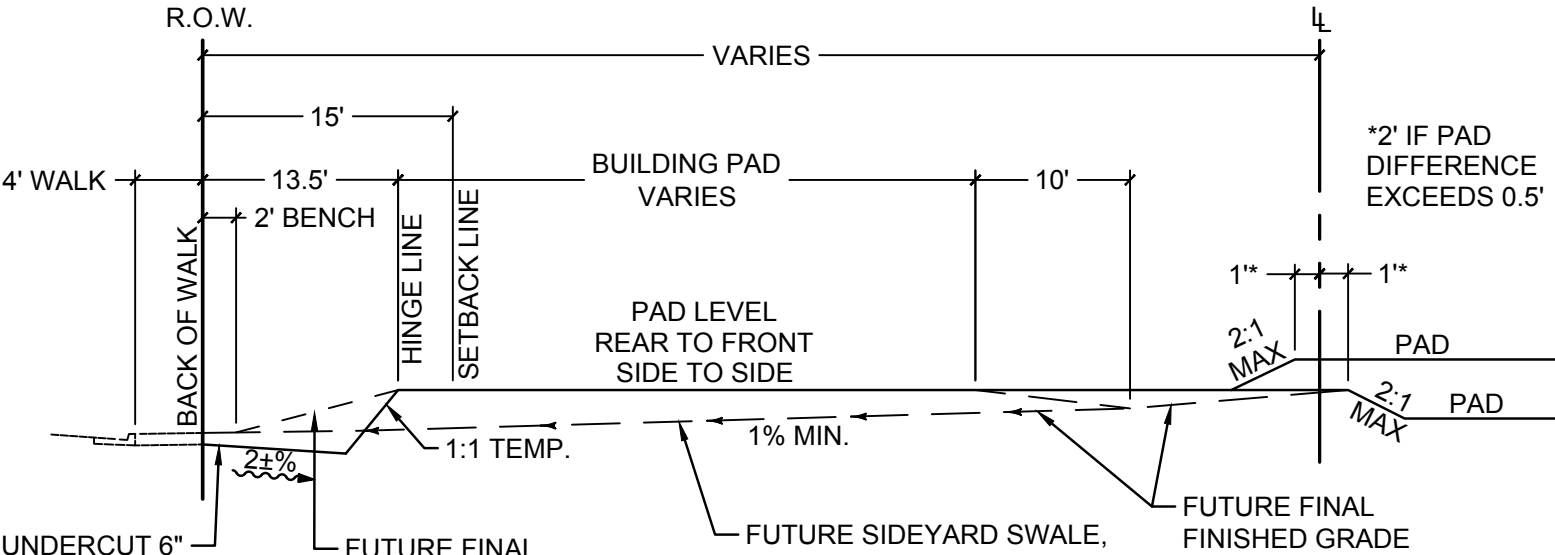 R.O.W.
LL
VARIES
15'
*2' IF PAD
DIFFERENCE
EXCEEDS 0.5'
4' WALK
13.5'
BUILDING PAD
VARIES
10'
2' BENCH
BACK OF WALK
HINGE LINE
SETBACK LINE
1'*
1'*
PAD LEVEL
REAR TO FRONT
SIDE TO SIDE
2:1
MAX
PAD
2:1
MAX
PAD
1% MIN.
1:1 TEMP.
2±%
UNDERCUT 6"
FUTURE FINAL
FUTURE SIDEYARD SWALE,
FUTURE FINAL
FINISHED GRADE